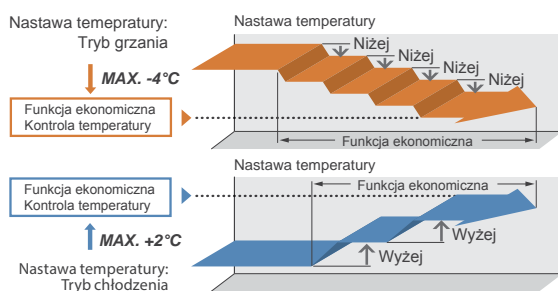 Nastawa temepratury:
Tryb grzania
MAX. -4°C
Funkcja ekonomiczna
Kontrola temperatury
Nastawa temperatury
Niżej
Niżej
Niżej
Niżej
Funkcja ekonomiczna
Nastawa temperatury
Funkcja ekonomiczna
Wyżej
Wyżej
Funkcja ekonomiczna
Kontrola temperatury
MAX. +2°C
Nastawa temperatury:
Tryb chłodzenia